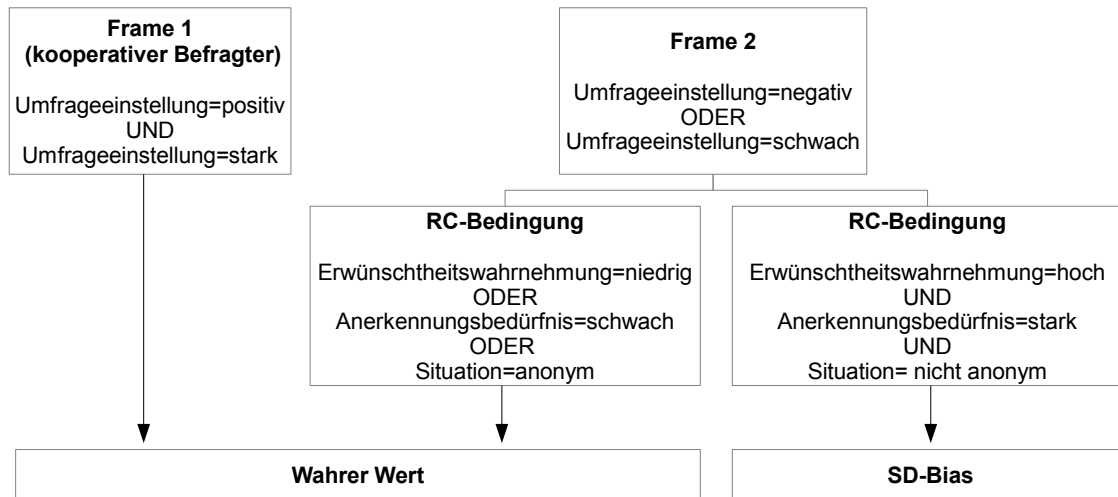 Frame 1
(kooperativer Befragter)
Umfrageeinstellung=positiv
UND
Umfrageeinstellung=stark
Frame 2
Umfrageeinstellung=negativ
ODER
Umfrageeinstellung=schwach
RC-Bedingung
Erwünschtheitswahrnehmung=niedrig
ODER
Anerkennungsbedürfnis=schwach
ODER
Situation=anonym
RC-Bedingung
Erwünschtheitswahrnehmung=hoch
UND
Anerkennungsbedürfnis=stark
UND
Situation= nicht anonym
Wahrer Wert
SD-Bias